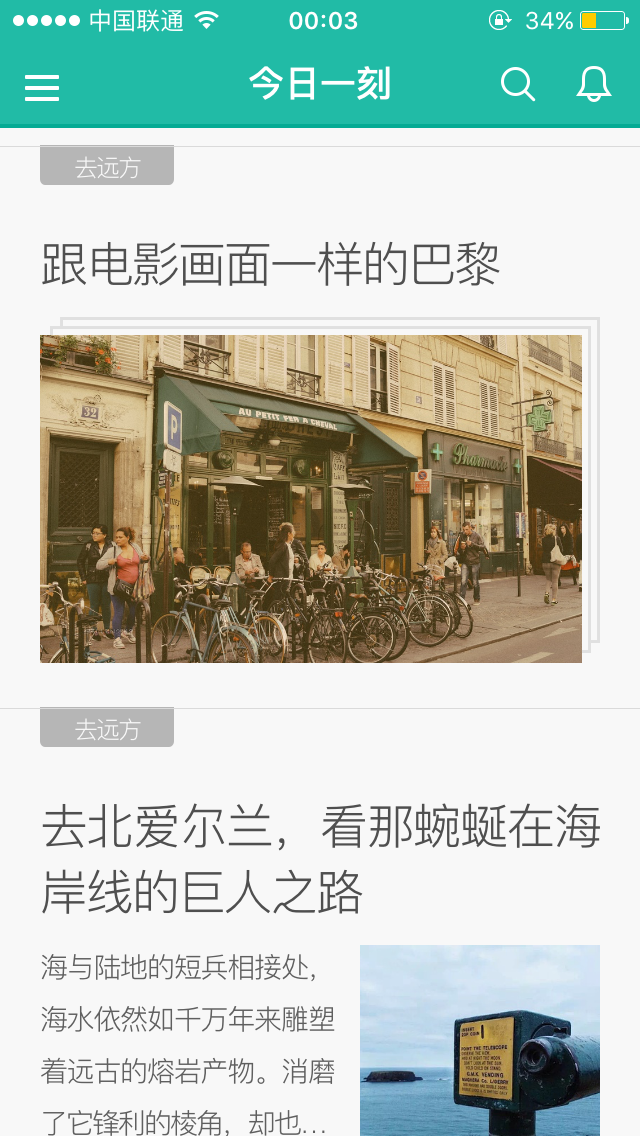 中国联通 00:03 34%
今日一刻
去远方
跟电影画面一样的巴黎
32
P
AU PETIT FER A CHEVAL
Pharmacie
去远方
去北爱尔兰，看那蜿蜒在海
岸线的巨人之路
海与陆地的短兵相接处，
海水依然如千万年来雕塑
着远古的熔岩产物。消磨
了它锋利的棱角，却也...
POINT THE TELESCOPE